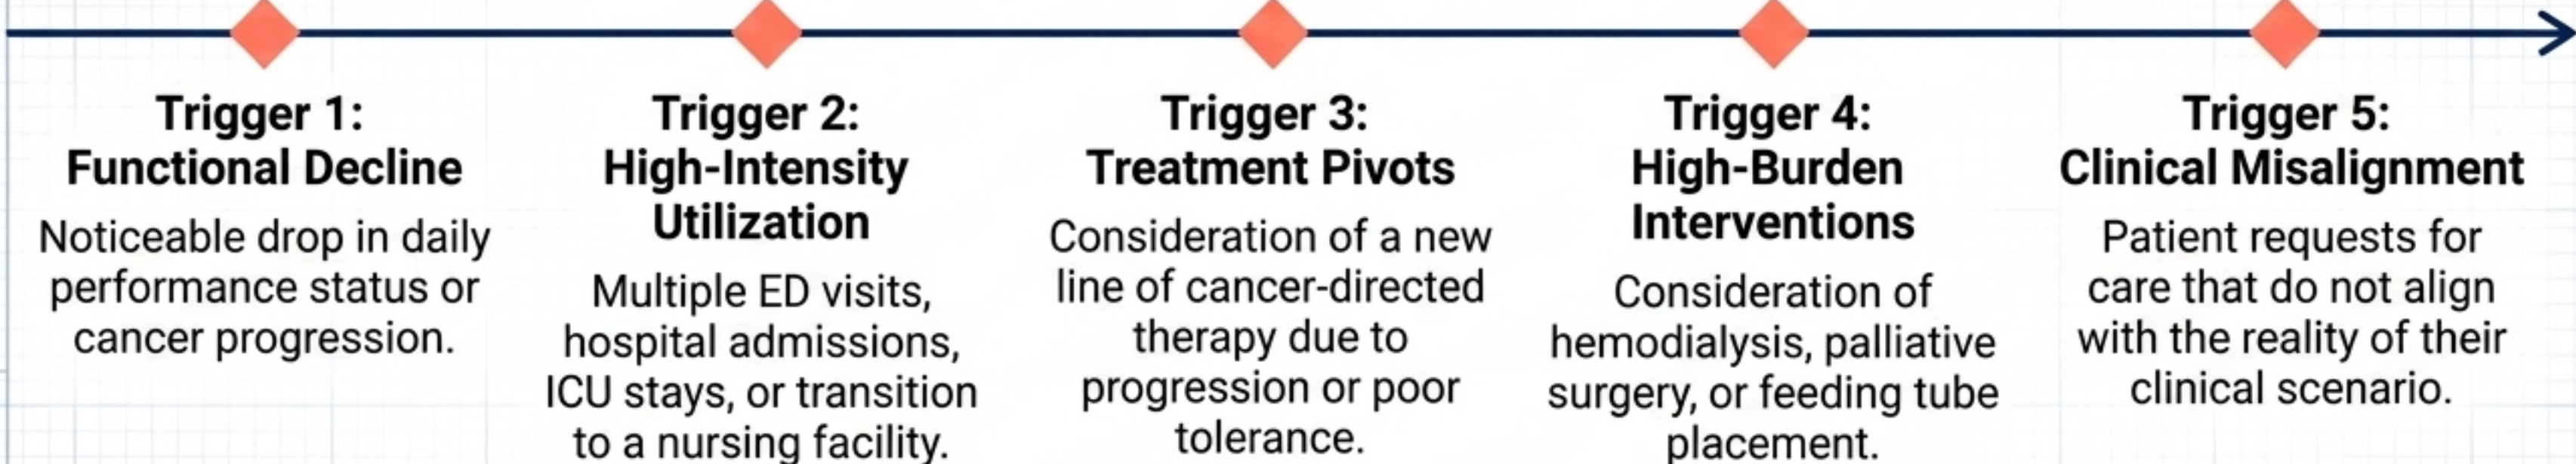 Trigger 1:
Functional Decline
Noticeable drop in daily
performance status or
cancer progression.
Trigger 2:
High-Intensity
Utilization
Multiple ED visits,
hospital admissions,
ICU stays, or transition
to a nursing facility.
Trigger 3:
Treatment Pivots
Consideration of a new
line of cancer-directed
therapy due to
progression or poor
tolerance.
Trigger 4:
High-Burden
Interventions
Consideration of
hemodialysis, palliative
surgery, or feeding tube
placement.
Trigger 5:
Clinical Misalignment
Patient requests for
care that do not align
with the reality of their
clinical scenario.